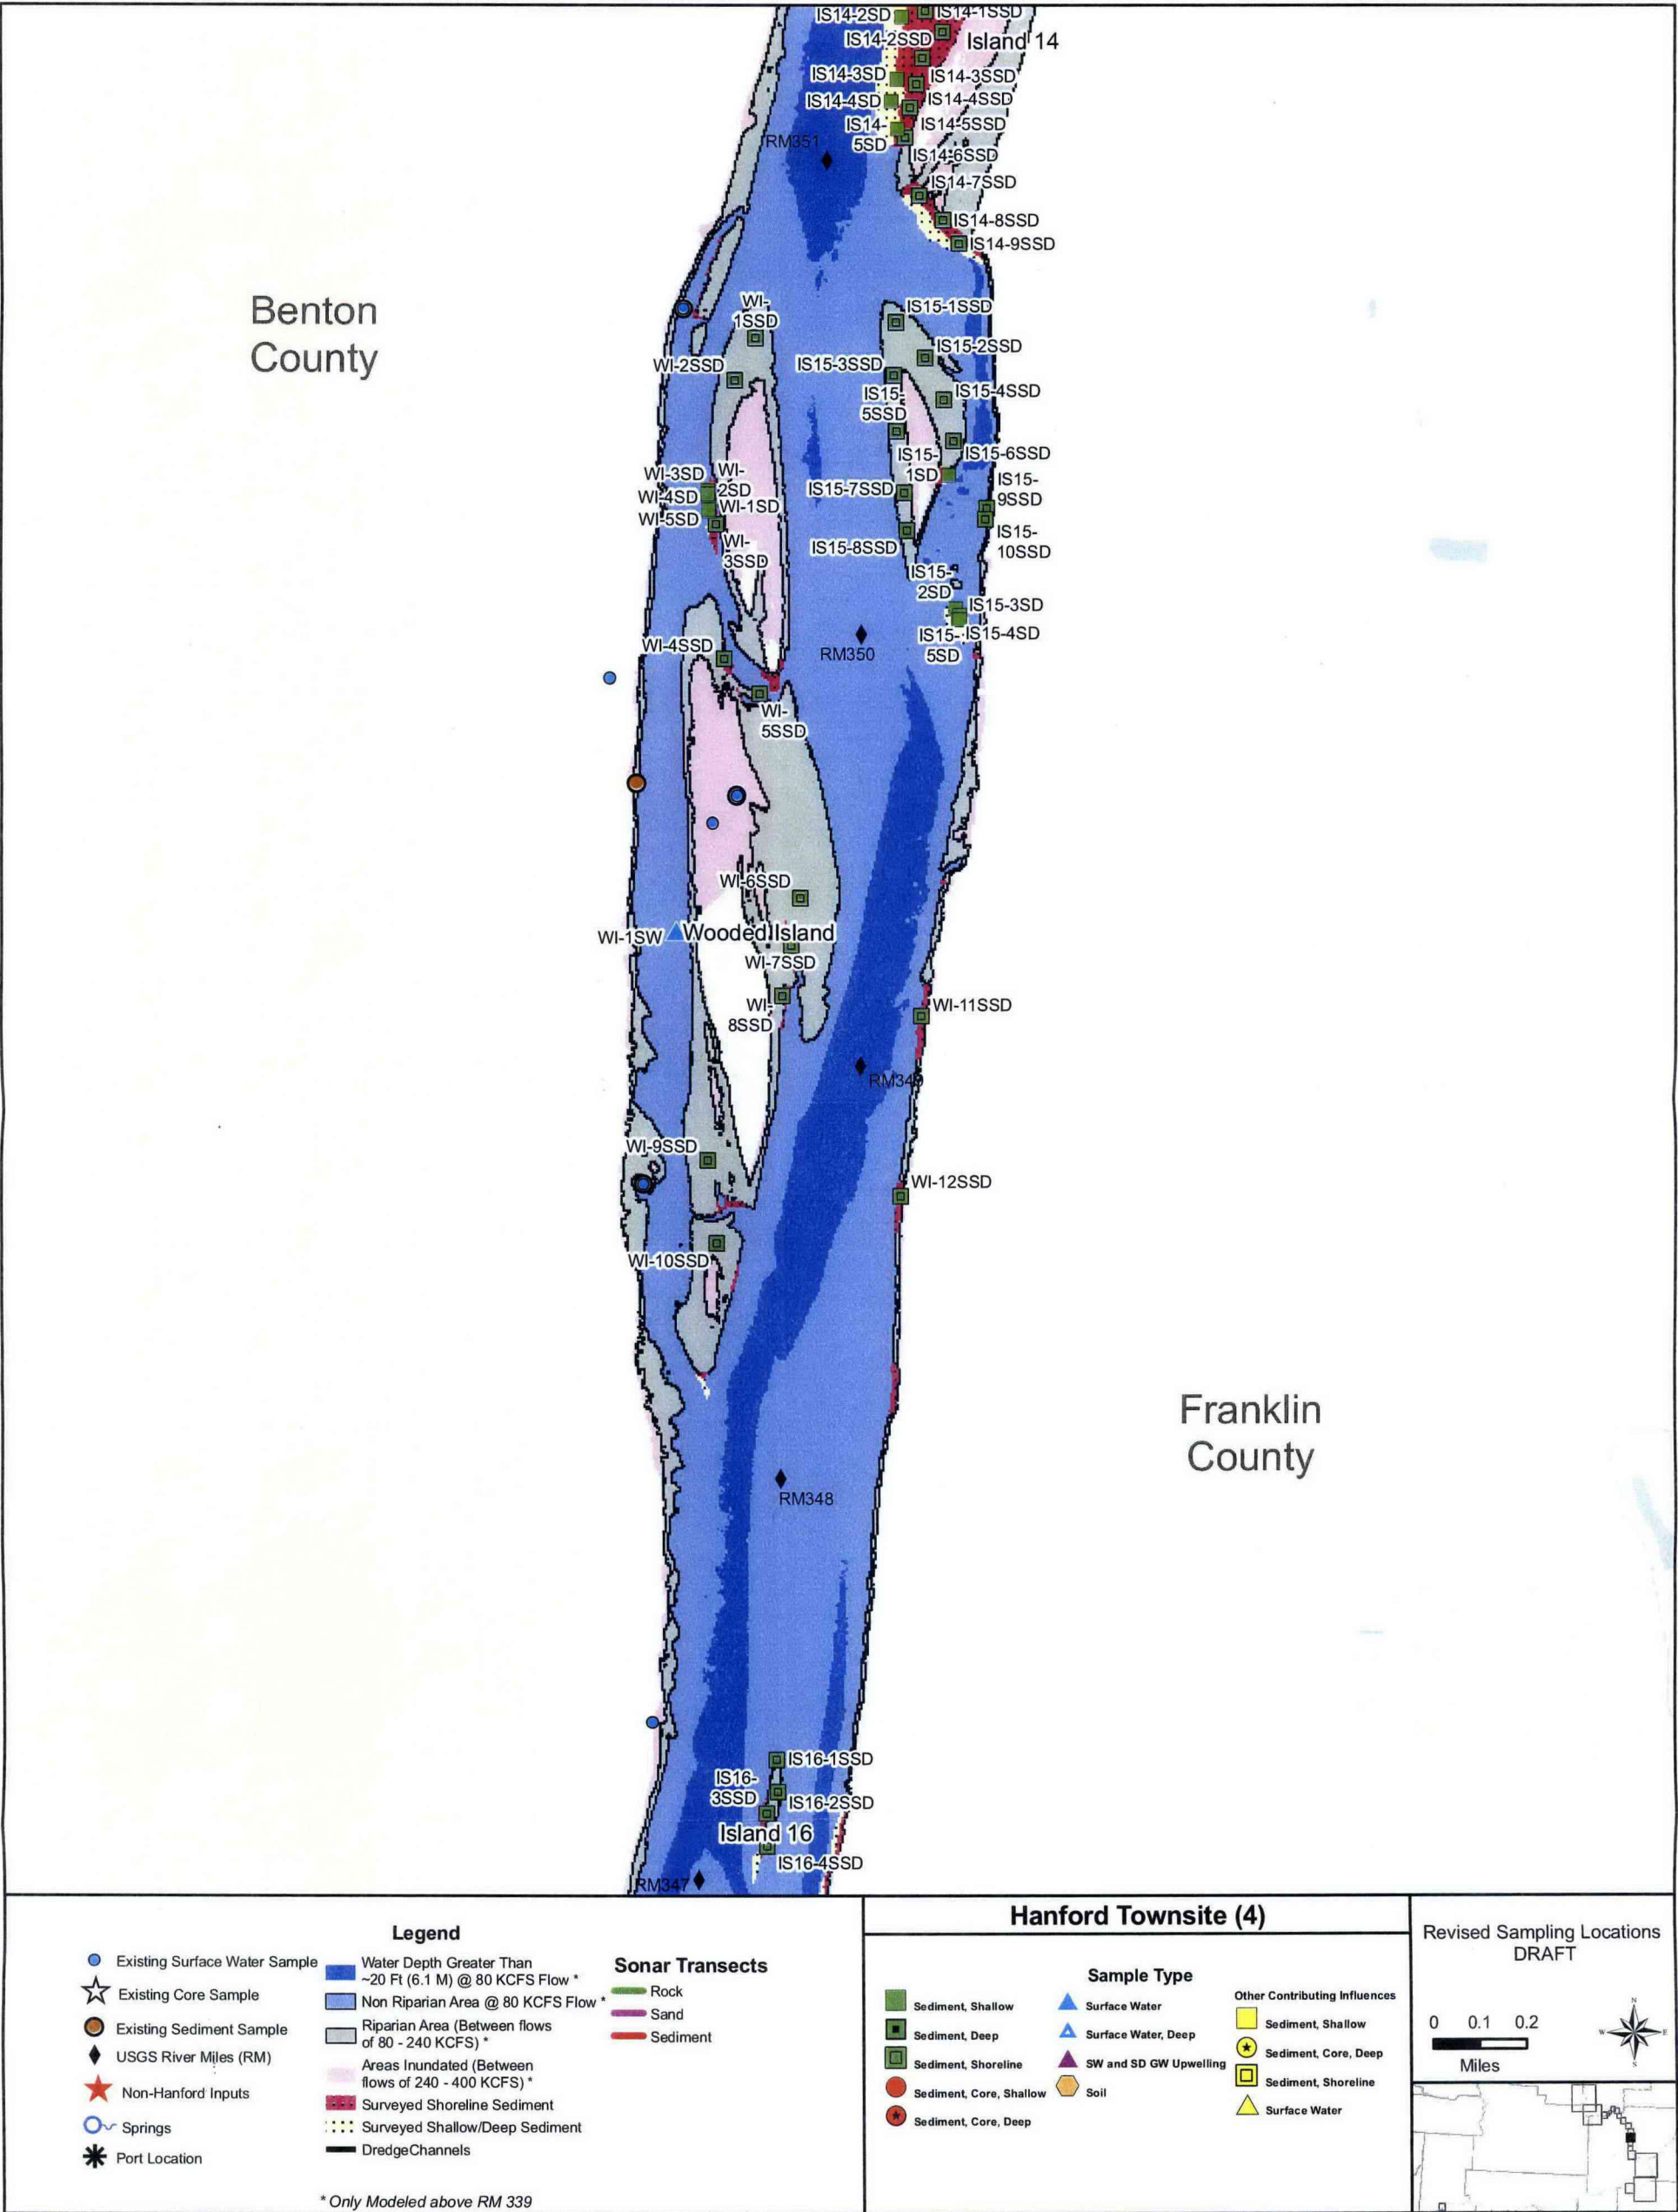 IS14-2SD
IS14-1SSD
IS14-2SSD
Island 14
IS14-3SD
IS14-3SSD
IS14-4SD
IS14-4SSD
IS14-
5SD
IS14-5SSD
RM351
IS14-6SSD
IS14-7SSD
IS14-8SSD
IS14-9SSD
Benton
County
WI-
1SSD
IS15-1SSD
WI-2SSD
IS15-2SSD
IS15-3SSD
IS15-4SSD
IS15-
5SSD
IS15-6SSD
IS15-
1SD
WI-3SD
WI-
2SD
WI-4SD
WI-1SD
WI-5SD
IS15-7SSD
IS15-
9SSD
WI-
3SSD
IS15-8SSD
IS15-
10SSD
IS15-
2SD
IS15-3SD
IS15-4SD
IS15-
5SD
WI-4SSD
RM350
WI-
5SSD
WI-6SSD
WI-1SW
Wooded Island
WI-7SSD
WI-
8SSD
WI-11SSD
RM349
WI-9SSD
WI-12SSD
WI-10SSD
Franklin
County
RM348
IS16-1SSD
IS16-
3SSD
IS16-2SSD
Island 16
IS16-4SSD
RM347
Legend
Existing Surface Water Sample
Existing Core Sample
Existing Sediment Sample
USGS River Miles (RM)
Non-Hanford Inputs
Springs
Port Location
Water Depth Greater Than
~20 Ft (6.1 M) @ 80 KCFS Flow *
Non Riparian Area @ 80 KCFS Flow *
Riparian Area (Between flows
of 80 - 240 KCFS) *
Areas Inundated (Between
flows of 240 - 400 KCFS) *
Surveyed Shoreline Sediment
Surveyed Shallow/Deep Sediment
DredgeChannels
* Only Modeled above RM 339
Sonar Transects
Rock
Sand
Sediment
Hanford Townsite (4)
Sample Type
Sediment, Shallow
Sediment, Deep
Sediment, Shoreline
Sediment, Core, Shallow
Sediment, Core, Deep
Surface Water
Surface Water, Deep
SW and SD GW Upwelling
Soil
Other Contributing Influences
Sediment, Shallow
Sediment, Core, Deep
Sediment, Shoreline
Surface Water
Revised Sampling Locations
DRAFT
N
W
E
S
0 0.1 0.2
Miles